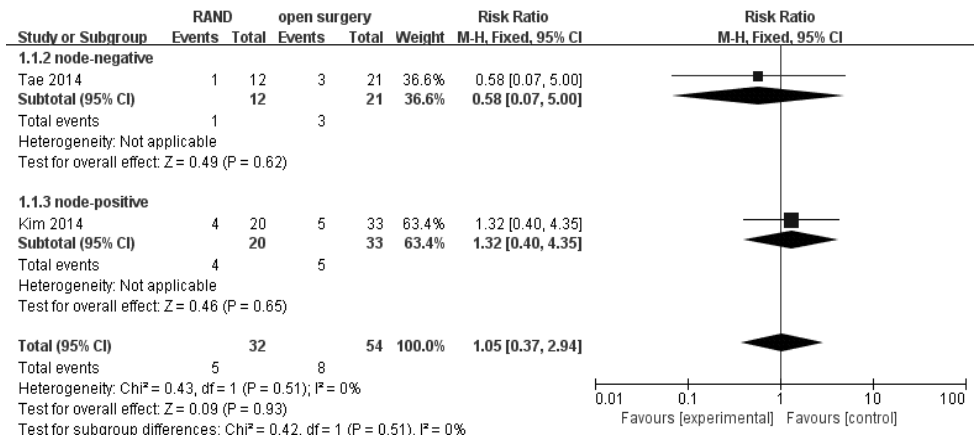 RAND open surgery Risk Ratio Risk Ratio
Study or Subgroup Events Total Events Total Weight M-H, Fixed, 95% CI M-H, Fixed, 95% CI
1.1.2 node-negative
Tae 2014 1 12 3 21 36.6% 0.58 [0.07, 5.00]
Subtotal (95% CI) 12 21 36.6% 0.58 [0.07, 5.00]
Total events 1 3
Heterogeneity: Not applicable
Test for overall effect: Z = 0.49 (P = 0.62)
1.1.3 node-positive
Kim 2014 4 20 5 33 63.4% 1.32 [0.40, 4.35]
Subtotal (95% CI) 20 33 63.4% 1.32 [0.40, 4.35]
Total events 4 5
Heterogeneity: Not applicable
Test for overall effect: Z = 0.46 (P = 0.65)
Total (95% CI) 32 54 100.0% 1.05 [0.37, 2.94]
Total events 5 8
Heterogeneity: Chi² = 0.43, df = 1 (P = 0.51); I² = 0%
Test for overall effect: Z = 0.09 (P = 0.93)
Test for subgroup differences: Chi² = 0.42, df = 1 (P = 0.51), I² = 0%
0.01 0.1 1 10 100
Favours [experimental] Favours [control]